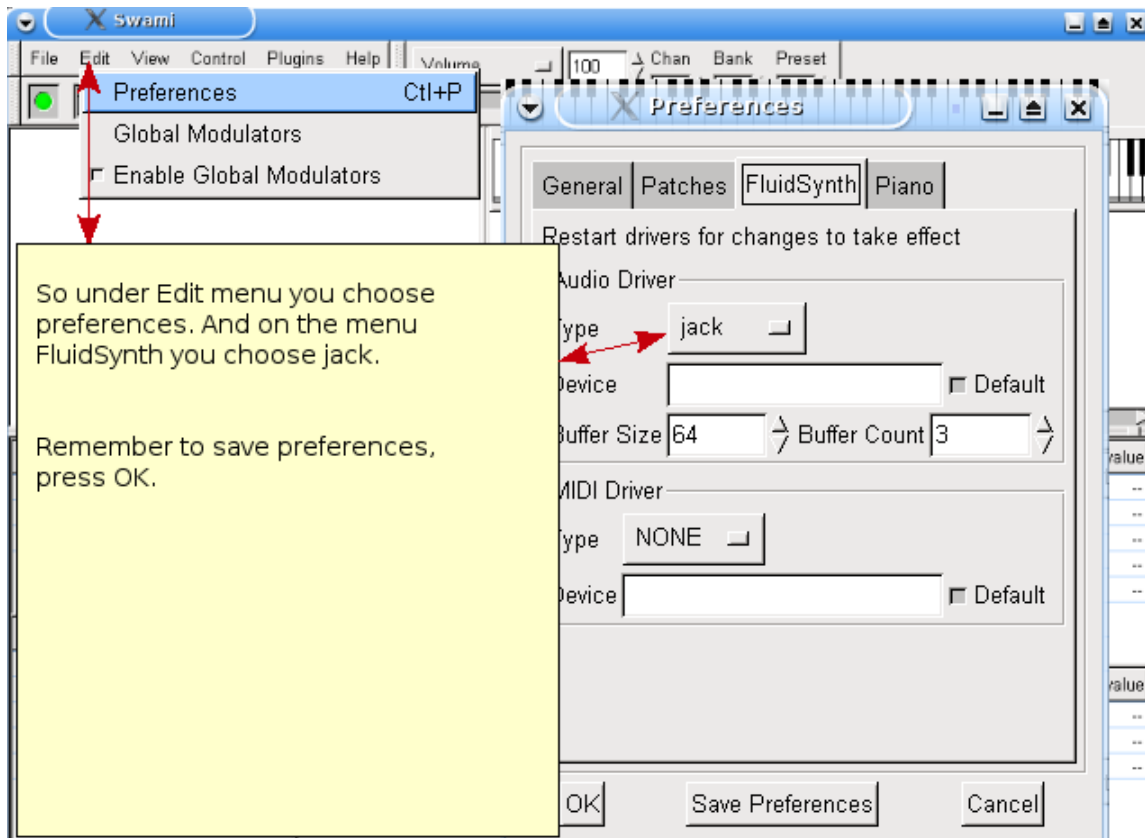 Swami
File Edit View Control Plugins Help
Volume 100 Chan Bank Preset
Preferences Ctl+P
Global Modulators
Enable Global Modulators
So under Edit menu you choose
preferences. And on the menu
FluidSynth you choose jack.
Remember to save preferences,
press OK.
Preferences
General Patches FluidSynth Piano
Restart drivers for changes to take effect
Audio Driver
Type jack
Device Default
Buffer Size 64 Buffer Count 3
MIDI Driver
Type NONE
Device Default
OK Save Preferences Cancel
value
--
--
--
--
--
value
--
--
--